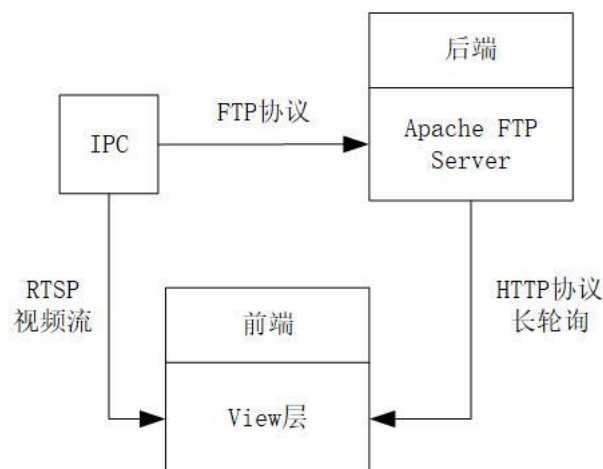 后端
FTP协议
IPC
Apache FTP
Server
RTSP
视频流
HTTP协议
长轮询
前端
View层